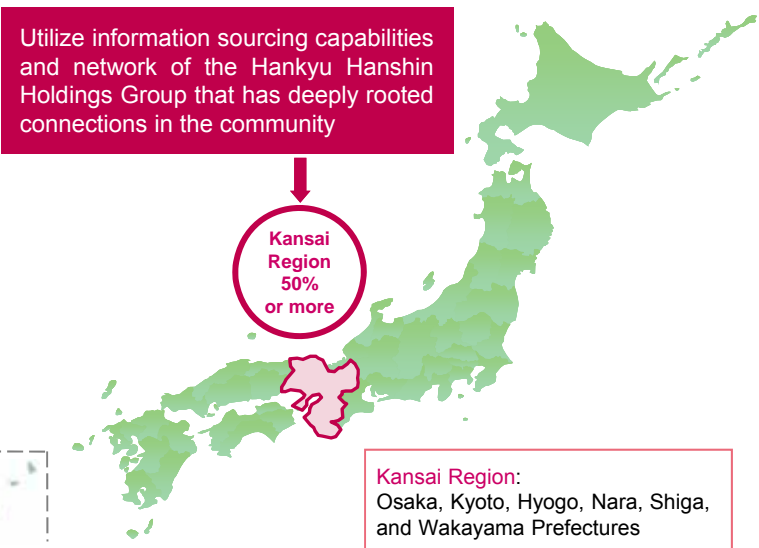 Utilize information sourcing capabilities
and network of the Hankyu Hanshin
Holdings Group that has deeply rooted
connections in the community
Kansai
Region
50%
or more
Kansai Region:
Osaka, Kyoto, Hyogo, Nara, Shiga,
and Wakayama Prefectures